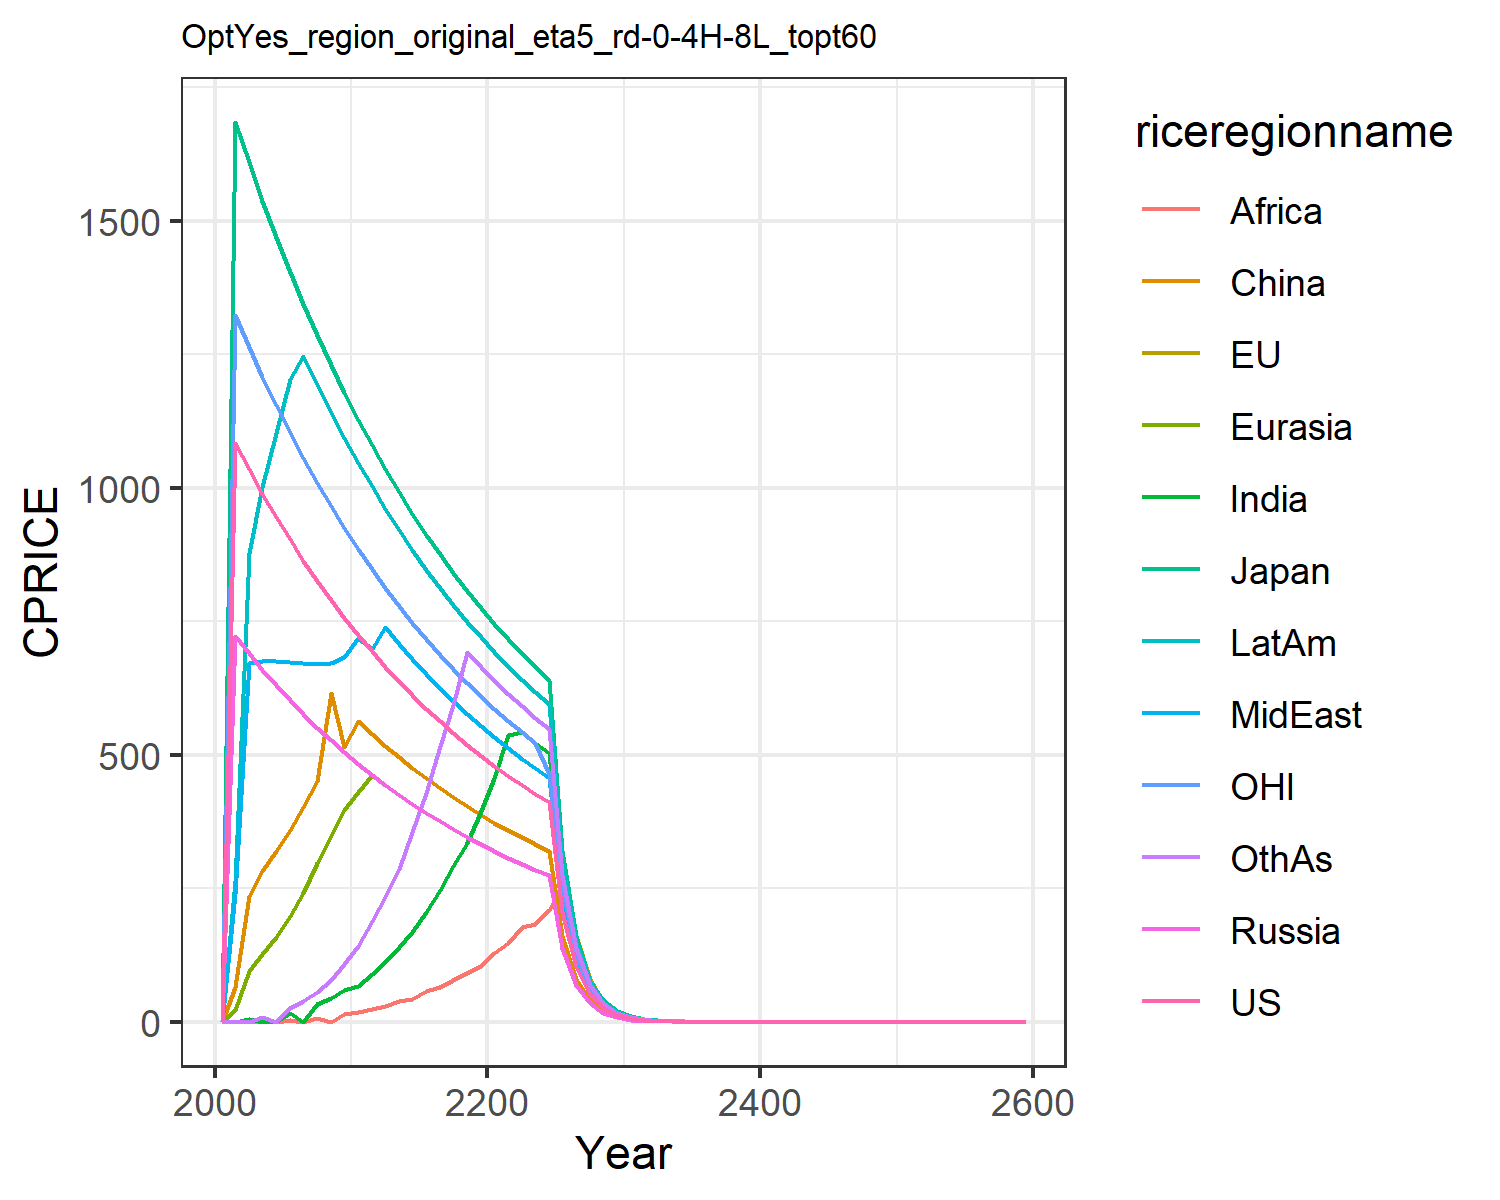 OptYes_region_original_eta5_rd-0-4H-8L_topt60
riceregionname
Africa
China
EU
Eurasia
India
Japan
LatAm
MidEast
OHI
OthAs
Russia
US
CPRICE
1500
1000
500
0
2000 2200 2400 2600
Year